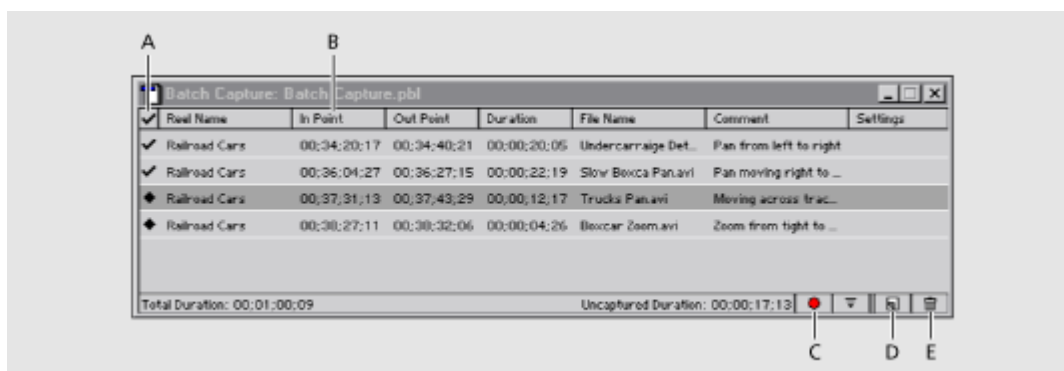 A B
Batch Capture: Batch Capture.pbl
Reel Name In Point Out Point Duration File Name Comment Settings
Railroad Cars 00;34;20;17 00;34;40;21 00;00;20;05 Undercarraige Det... Pan from left to right
Railroad Cars 00;36;04;27 00;36;27;15 00;00;22;19 Slow Boxca Pan.avi Pan moving right to ...
Railroad Cars 00;37;31;13 00;37;43;29 00;00;12;17 Trucks Pan.avi Moving across trac...
Railroad Cars 00;38;27;11 00;38;32;06 00;00;04;26 Boxcar Zoom.avi Zoom from tight to ...
Total Duration: 00;01;00;09 Uncaptured Duration: 00;00;17;13
C D E